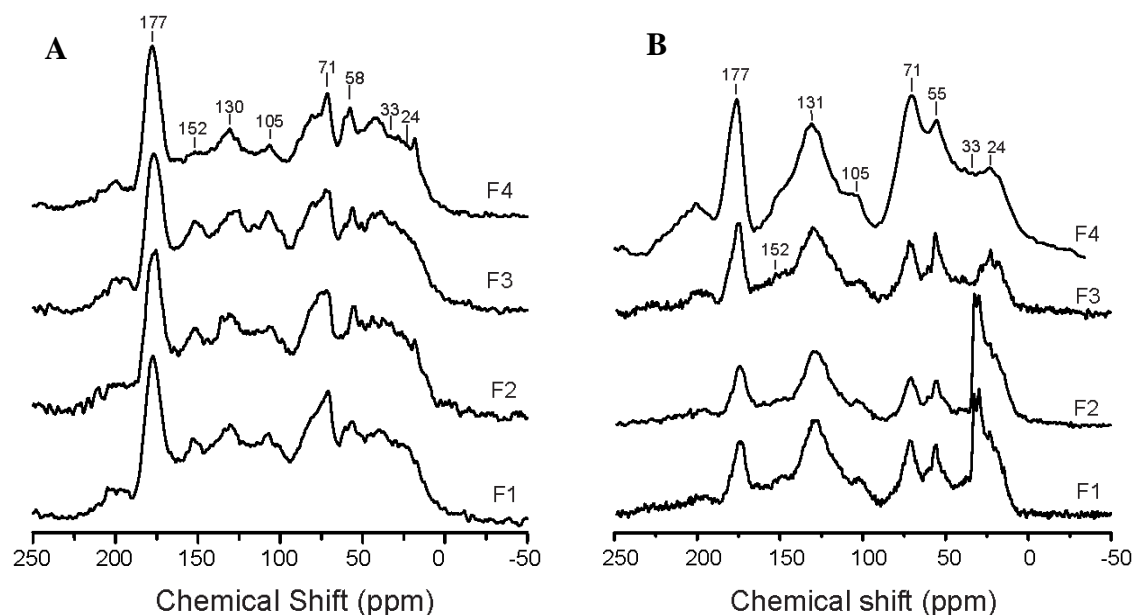 A
177
152
130
105
71
58
33
24
F4
F3
F2
F1
250 200 150 100 50 0 -50
Chemical Shift (ppm)
B
177
131
105
71
55
33
24
F4
152
F3
F2
F1
250 200 150 100 50 0 -50
Chemical shift (ppm)